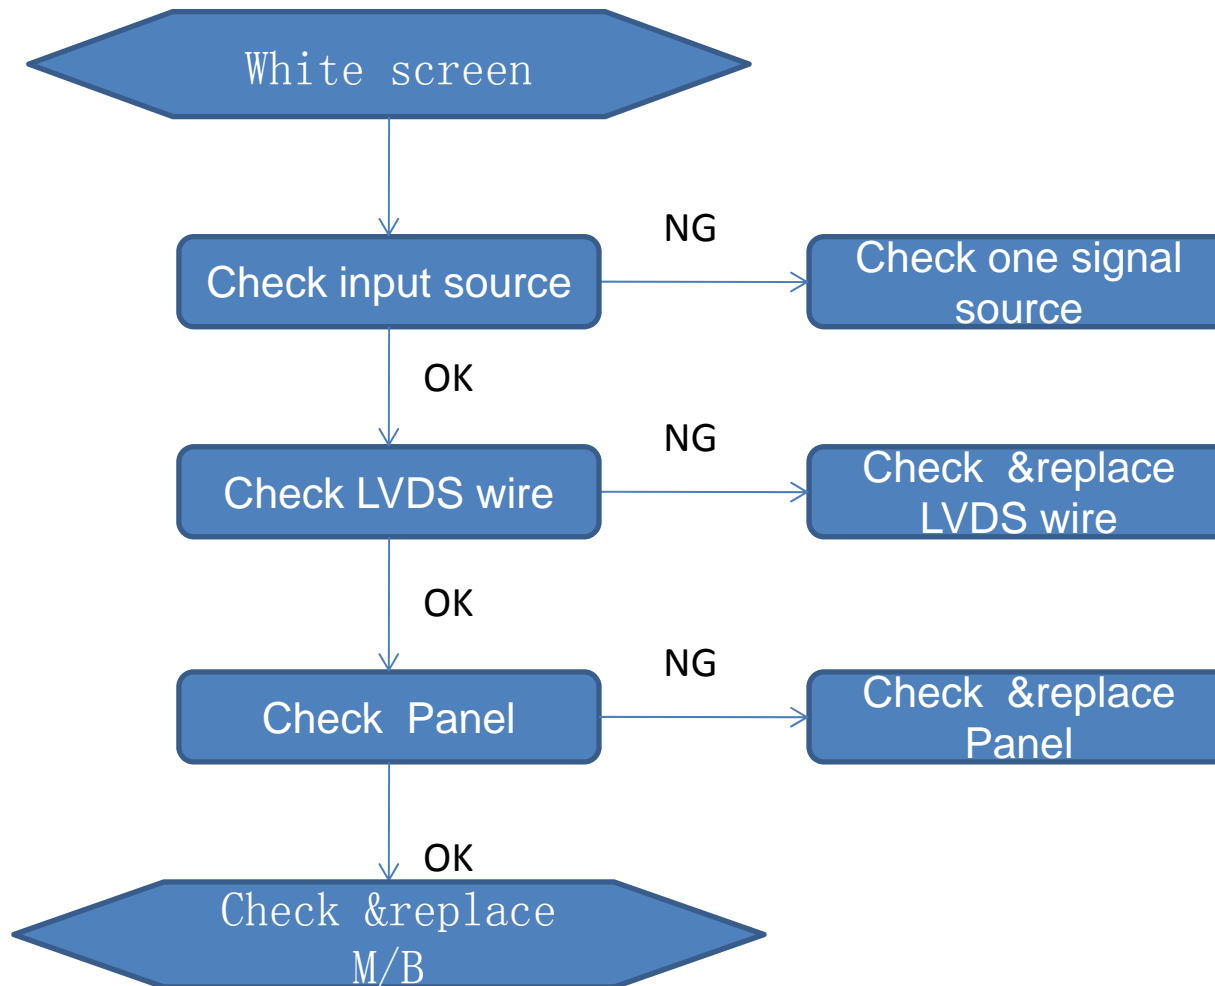 White screen
NG
Check input source
Check one signal
source
OK
NG
Check LVDS wire
Check  &replace
LVDS wire
OK
NG
Check  Panel
Check  &replace
Panel
OK
Check &replace
M/B